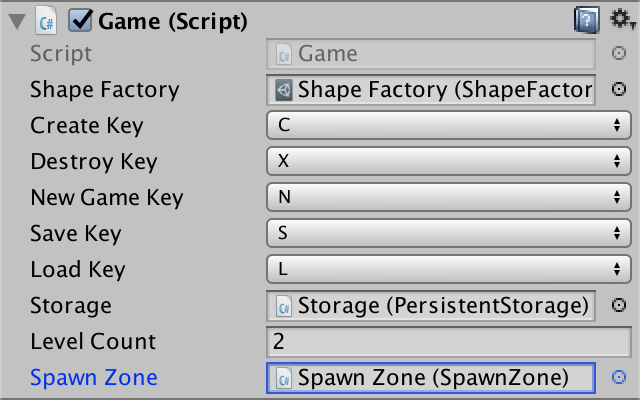 Game (Script)
Script Game
Shape Factory Shape Factory (ShapeFactor
Create Key C
Destroy Key X
New Game Key N
Save Key S
Load Key L
Storage Storage (PersistentStorage)
Level Count 2
Spawn Zone Spawn Zone (SpawnZone)